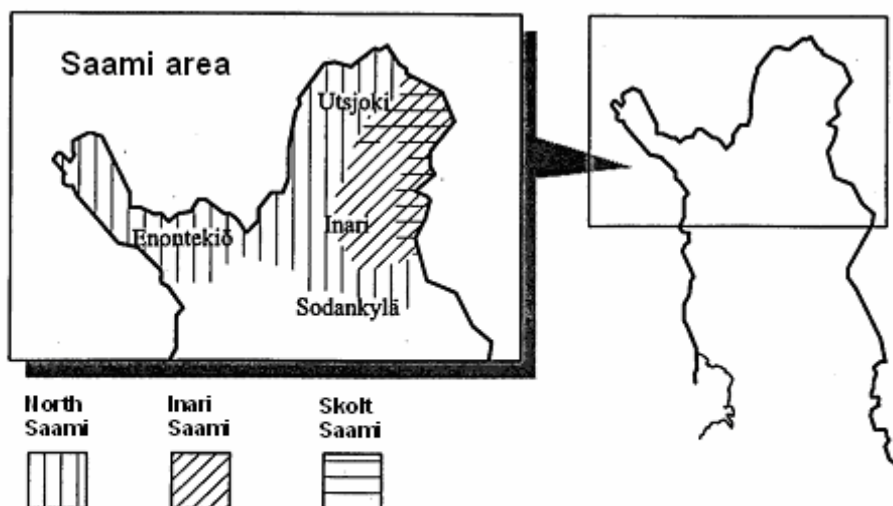 Saami area
Utsjoki
Enontekiö
Inari
Sodankylä
North
Saami
Inari
Saami
Skolt
Saami